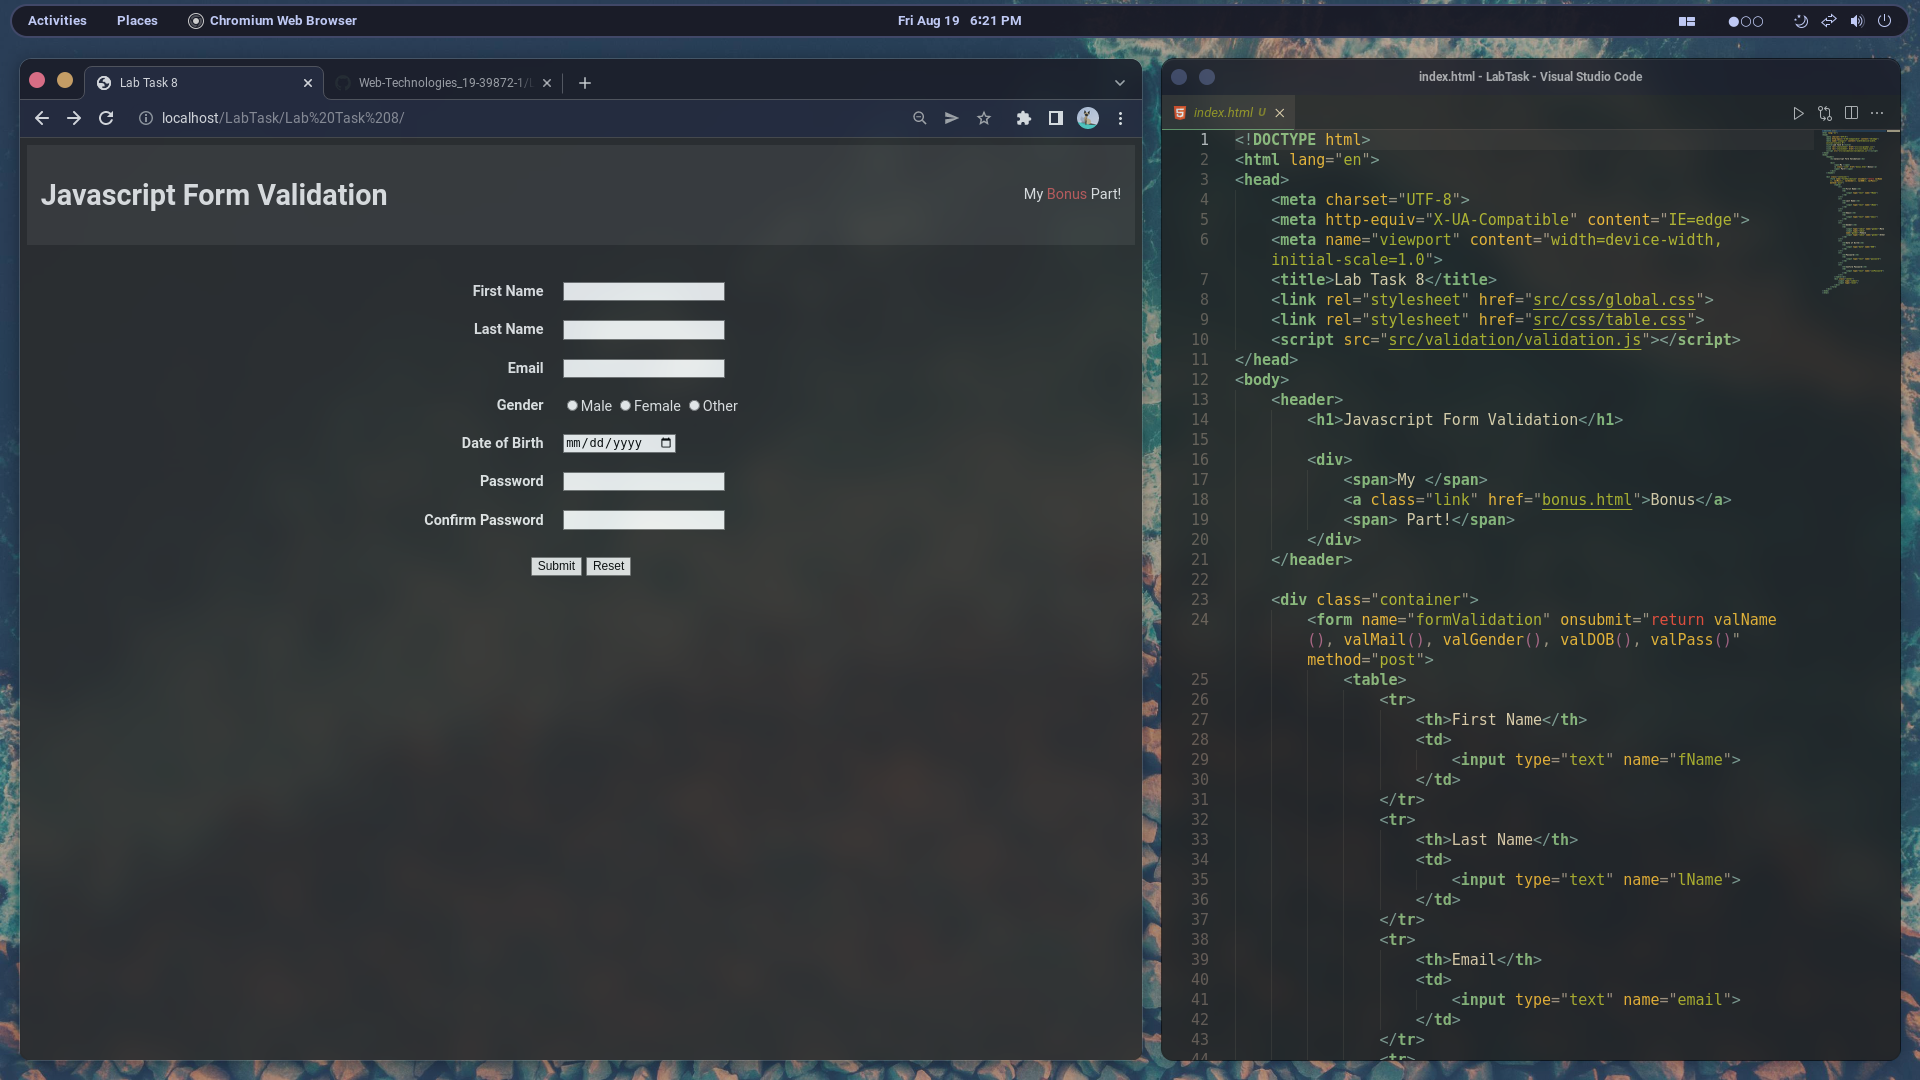 Activities Places Chromium Web Browser Fri Aug 19 6:21 PM
Lab Task 8 Web-Technologies_19-39872-1/
localhost/LabTask/Lab%20Task%208/
Javascript Form Validation
My Bonus Part!
First Name
Last Name
Email
Gender Male Female Other
Date of Birth mm/dd/yyyy
Password
Confirm Password
Submit Reset
index.html - LabTask - Visual Studio Code
index.html U
1 <!DOCTYPE html>
2 <html lang="en">
3 <head>
4 <meta charset="UTF-8">
5 <meta http-equiv="X-UA-Compatible" content="IE=edge">
6 <meta name="viewport" content="width=device-width,
initial-scale=1.0">
7 <title>Lab Task 8</title>
8 <link rel="stylesheet" href="src/css/global.css">
9 <link rel="stylesheet" href="src/css/table.css">
10 <script src="src/validation/validation.js"></script>
11 </head>
12 <body>
13 <header>
14 <h1>Javascript Form Validation</h1>
15
16 <div>
17 <span>My </span>
18 <a class="link" href="bonus.html">Bonus</a>
19 <span> Part!</span>
20 </div>
21 </header>
22
23 <div class="container">
24 <form name="formValidation" onsubmit="return valName
(), valMail(), valGender(), valDOB(), valPass()"
method="post">
25 <table>
26 <tr>
27 <th>First Name</th>
28 <td>
29 <input type="text" name="fName">
30 </td>
31 </tr>
32 <tr>
33 <th>Last Name</th>
34 <td>
35 <input type="text" name="lName">
36 </td>
37 </tr>
38 <tr>
39 <th>Email</th>
40 <td>
41 <input type="text" name="email">
42 </td>
43 </tr>
44 <tr>